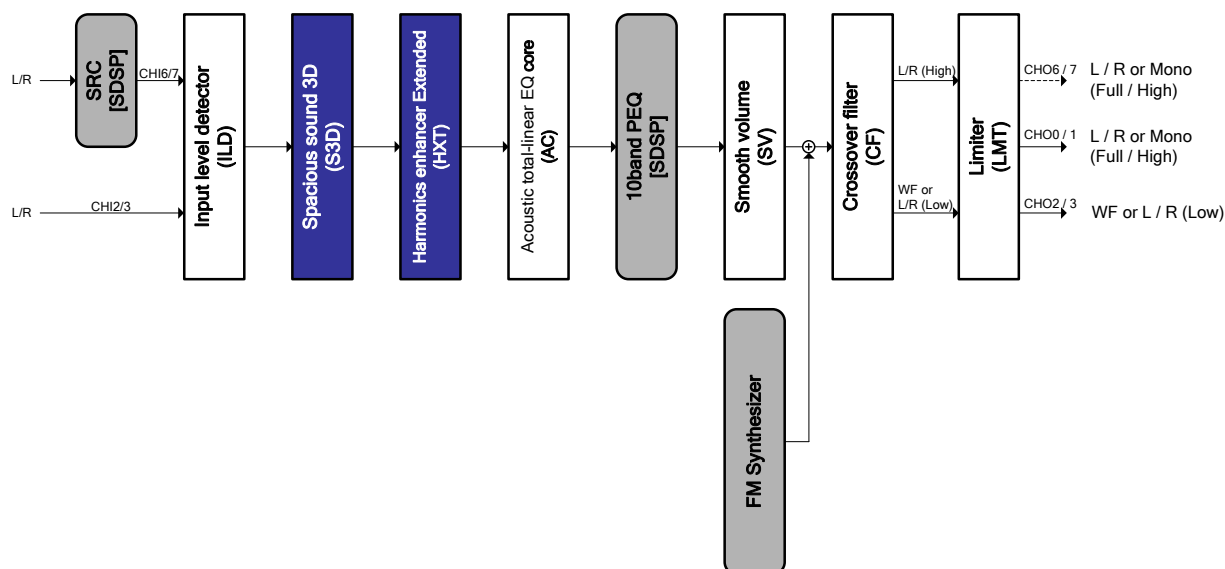 L/R
SRC
[SDSP]
CHI6/7
L/R
CHI2/3
Input level detector
(ILD)
Spacious sound 3D
(S3D)
Harmonics enhancer Extended
(HXT)
Acoustic total-linear EQ core
(AC)
10band PEQ
[SDSP]
Smooth volume
(SV)
FM Synthesizer
Crossover filter
(CF)
L/R (High)
WF or
L/R (Low)
Limiter
(LMT)
CHO6 / 7
L / R or Mono
(Full / High)
CHO0 / 1
L / R or Mono
(Full / High)
CHO2 / 3
WF or L / R (Low)